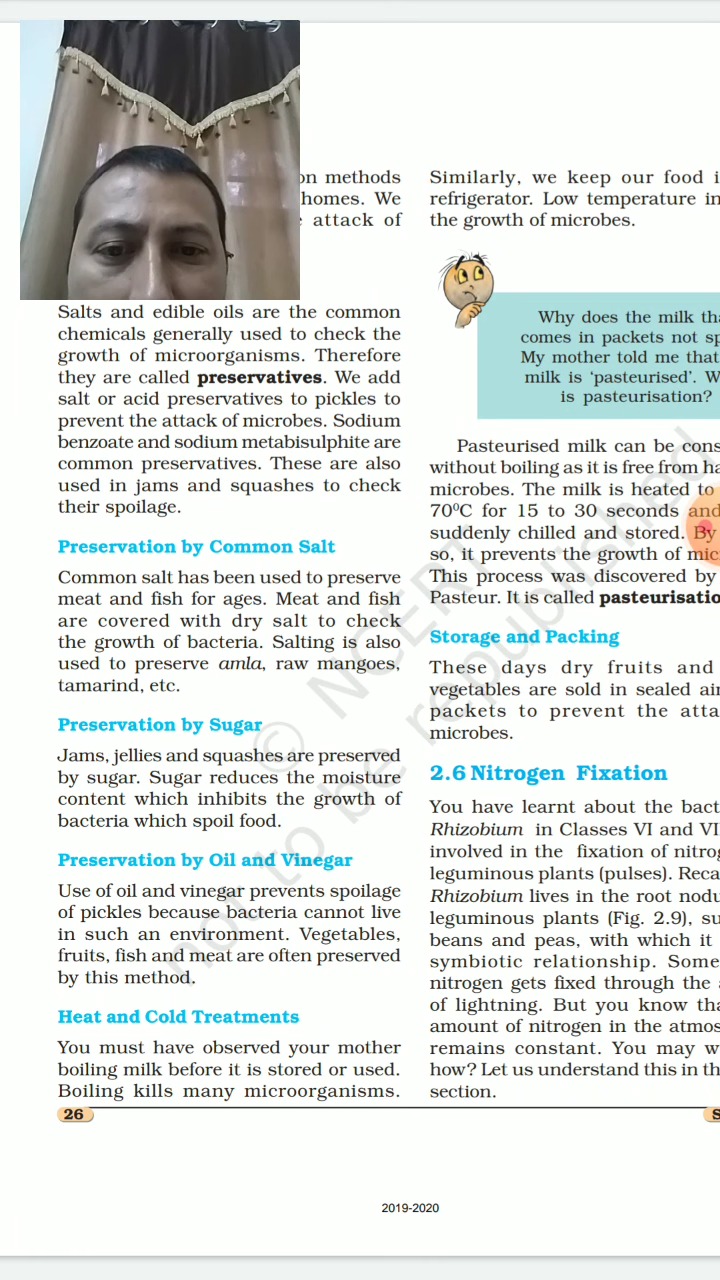 on methods
homes. We
attack of
Salts and edible oils are the common
chemicals generally used to check the
growth of microorganisms. Therefore
they are called preservatives. We add
salt or acid preservatives to pickles to
prevent the attack of microbes. Sodium
benzoate and sodium metabisulphite are
common preservatives. These are also
used in jams and squashes to check
their spoilage.
Preservation by Common Salt
Common salt has been used to preserve
meat and fish for ages. Meat and fish
are covered with dry salt to check
the growth of bacteria. Salting is also
used to preserve amla, raw mangoes,
tamarind, etc.
Preservation by Sugar
Jams, jellies and squashes are preserved
by sugar. Sugar reduces the moisture
content which inhibits the growth of
bacteria which spoil food.
Preservation by Oil and Vinegar
Use of oil and vinegar prevents spoilage
of pickles because bacteria cannot live
in such an environment. Vegetables,
fruits, fish and meat are often preserved
by this method.
Heat and Cold Treatments
You must have observed your mother
boiling milk before it is stored or used.
Boiling kills many microorganisms.
Similarly, we keep our food i
refrigerator. Low temperature in
the growth of microbes.
Why does the milk tha
comes in packets not sp
My mother told me that
milk is ‘pasteurised’. W
is pasteurisation?
Pasteurised milk can be cons
without boiling as it is free from ha
microbes. The milk is heated to
70⁰C for 15 to 30 seconds and
suddenly chilled and stored. By
so, it prevents the growth of mic
This process was discovered by
Pasteur. It is called pasteurisatio
Storage and Packing
These days dry fruits and
vegetables are sold in sealed air
packets to prevent the atta
microbes.
2.6 Nitrogen Fixation
You have learnt about the bact
Rhizobium in Classes VI and VI
involved in the fixation of nitrog
leguminous plants (pulses). Reca
Rhizobium lives in the root nodu
leguminous plants (Fig. 2.9), su
beans and peas, with which it
symbiotic relationship. Some
nitrogen gets fixed through the a
of lightning. But you know tha
amount of nitrogen in the atmos
remains constant. You may w
how? Let us understand this in th
section.
© NCERT
not to be republished
26
S
2019-2020